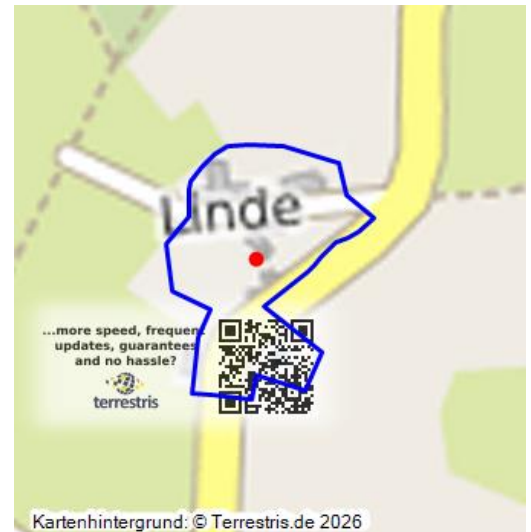 Linde
...more speed, frequent
updates, guarantees
and no hassle?
terrestris
Kartenhintergrund: © Terrestris.de 2026